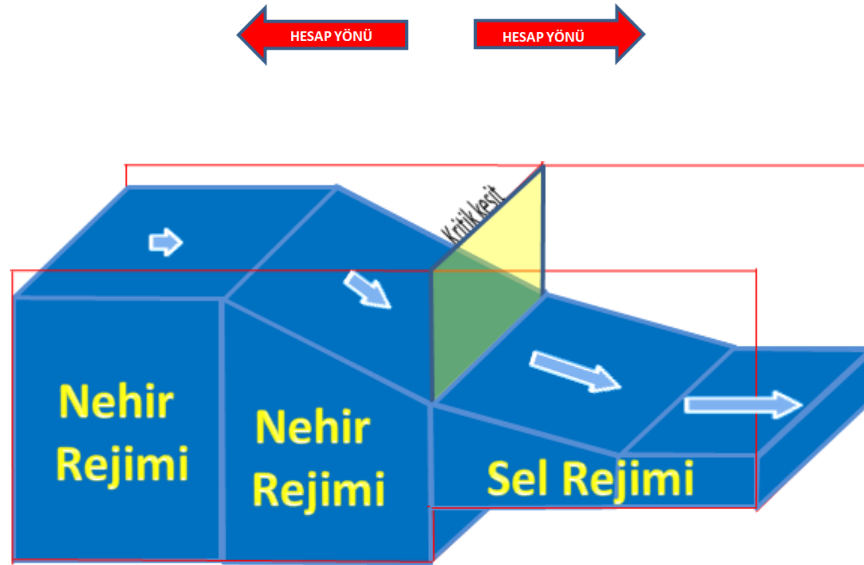 HESAP YÖNÜ
HESAP YÖNÜ
Kritik kesit
Nehir
Rejimi
Nehir
Rejimi
Sel Rejimi